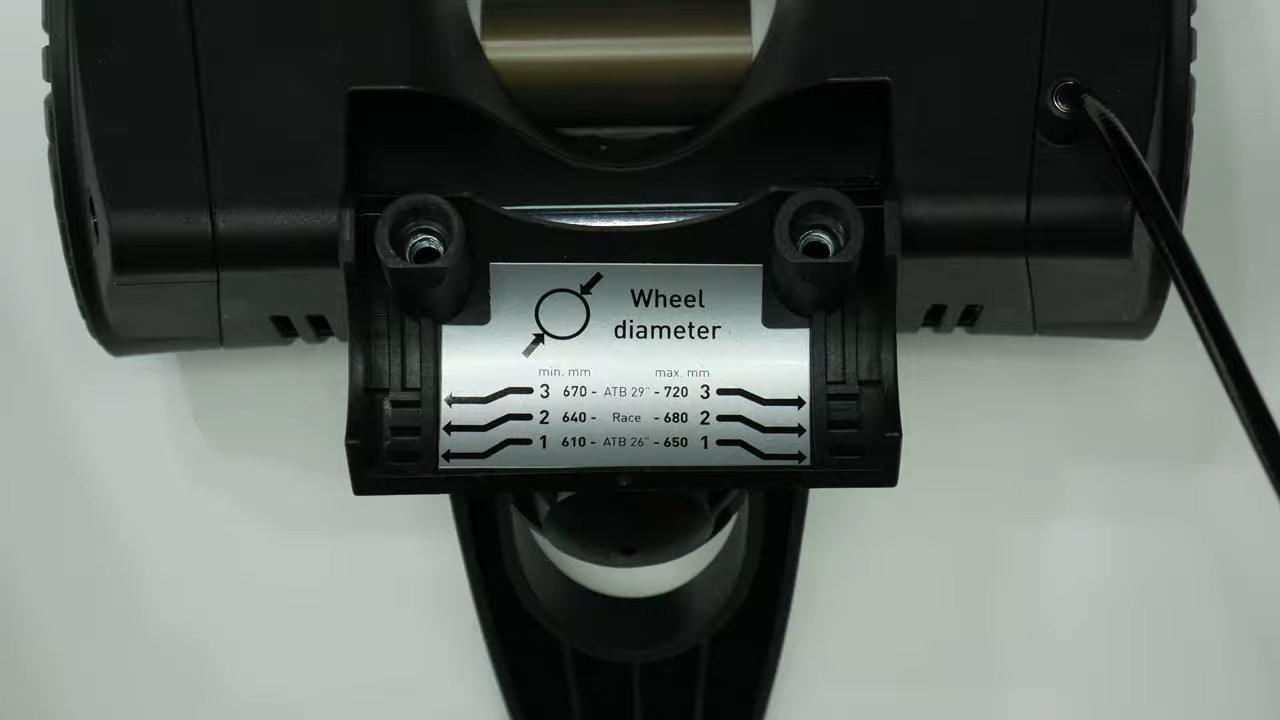 Wheel
diameter
min. mm max. mm
3 670 - ATB 29" - 720 3
2 640 - Race - 680 2
1 610 - ATB 26" - 650 1